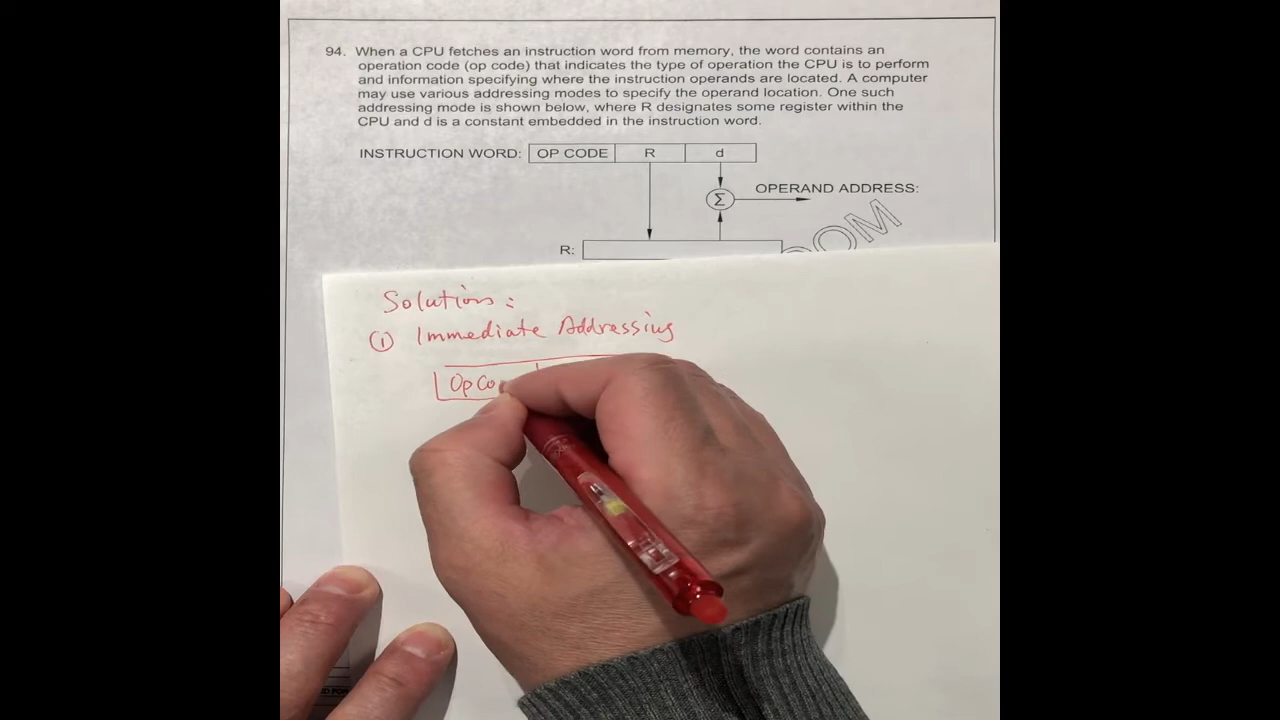 94. When a CPU fetches an instruction word from memory, the word contains an
operation code (op code) that indicates the type of operation the CPU is to perform
and information specifying where the instruction operands are located. A computer
may use various addressing modes to specify the operand location. One such
addressing mode is shown below, where R designates some register within the
CPU and d is a constant embedded in the instruction word.
INSTRUCTION WORD: OP CODE R d
OPERAND ADDRESS:
Σ
R:
Solutions:
① Immediate Addressing
OpCo